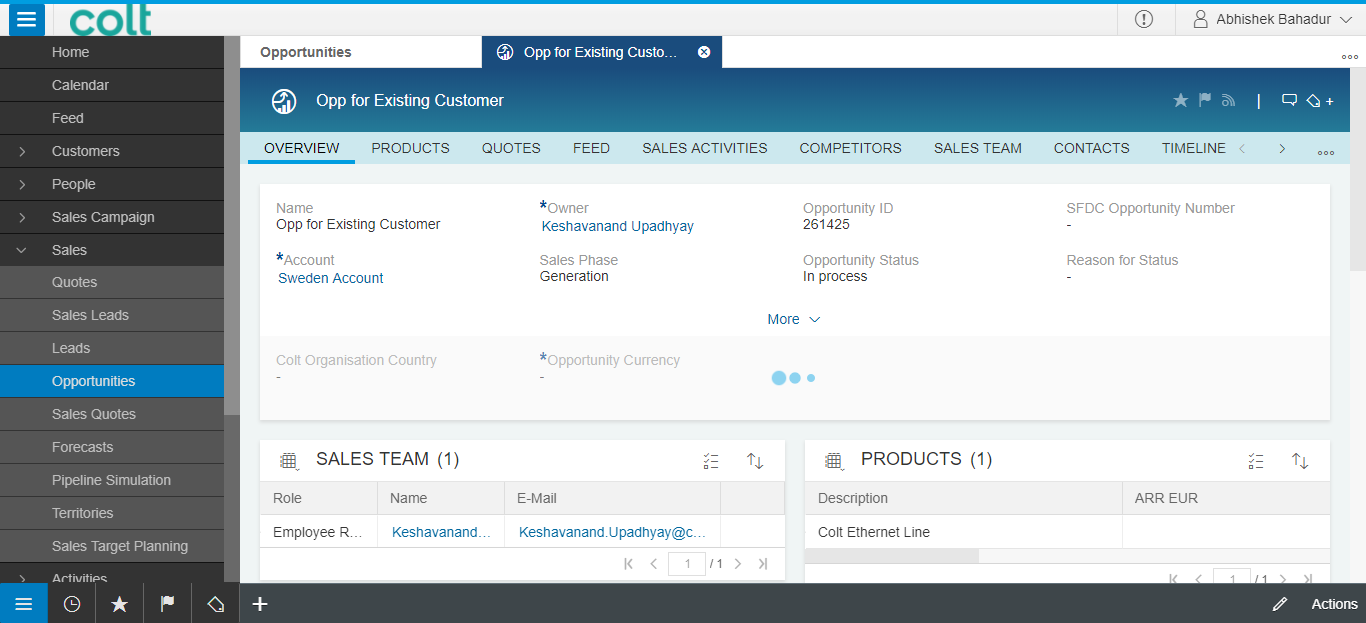 colt
Abhishek Bahadur
Home
Calendar
Feed
Customers
People
Sales Campaign
Sales
Quotes
Sales Leads
Leads
Opportunities
Sales Quotes
Forecasts
Pipeline Simulation
Territories
Sales Target Planning
Activities
Opportunities
Opp for Existing Custo...
Opp for Existing Customer
OVERVIEW PRODUCTS QUOTES FEED SALES ACTIVITIES COMPETITORS SALES TEAM CONTACTS TIMELINE
Name *Owner Opportunity ID SFDC Opportunity Number
Opp for Existing Customer Keshavanand Upadhyay 261425 -
*Account Sales Phase Opportunity Status Reason for Status
Sweden Account Generation In process -
More
Colt Organisation Country *Opportunity Currency
- -
SALES TEAM (1)
Role Name E-Mail
Employee R... Keshavanand... Keshavanand.Upadhyay@c...
1 / 1
PRODUCTS (1)
Description ARR EUR
Colt Ethernet Line
1 / 1
Actions